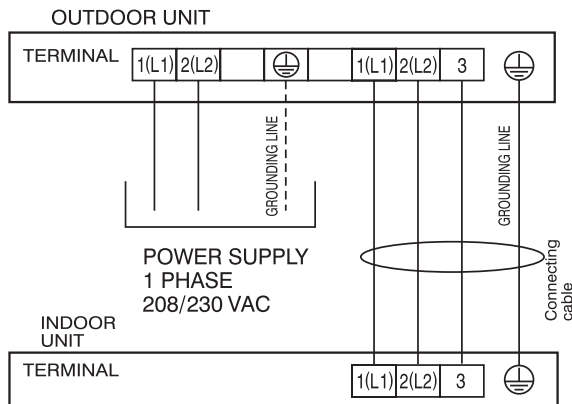 OUTDOOR UNIT
TERMINAL
1(L1) 2(L2)
1(L1) 2(L2) 3
GROUNDING LINE
GROUNDING LINE
POWER SUPPLY
1 PHASE
208/230 VAC
Connecting
cable
INDOOR
UNIT
TERMINAL
1(L1) 2(L2) 3